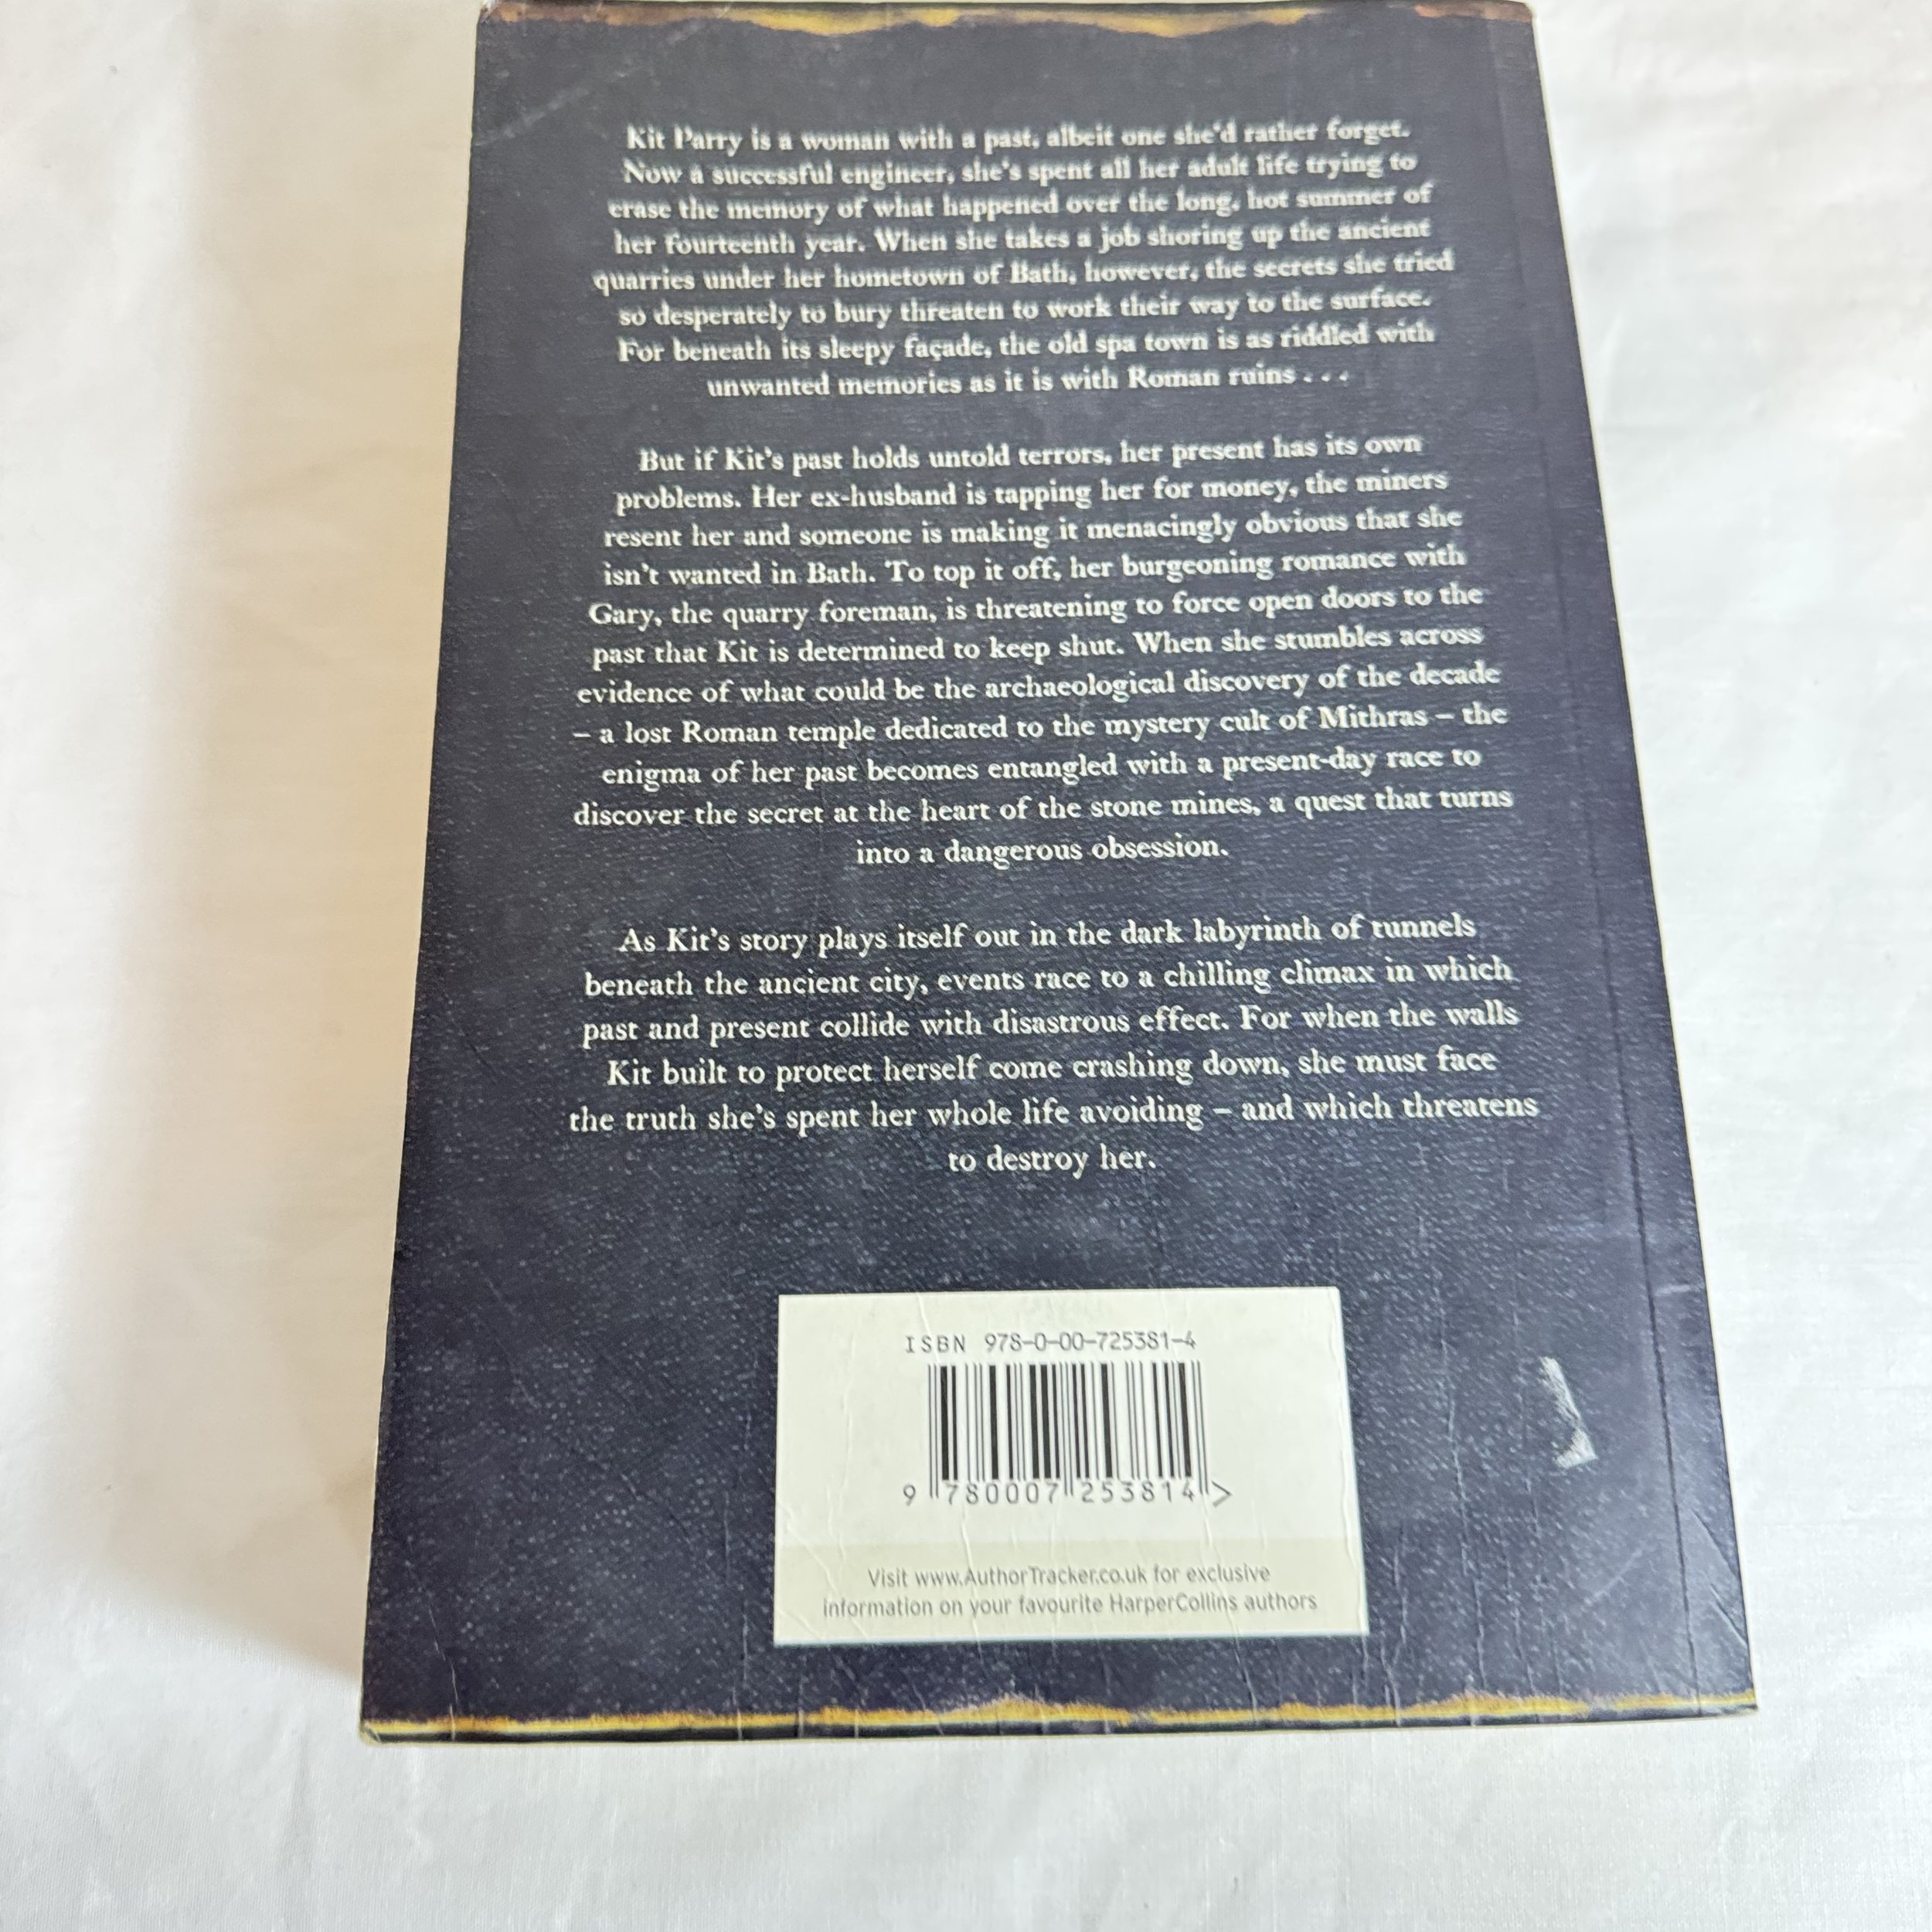 Kit Parry is a woman with a past, albeit one she'd rather forget.
Now a successful engineer, she's spent all her adult life trying to
erase the memory of what happened over the long, hot summer of
her fourteenth year. When she takes a job shoring up the ancient
quarries under her hometown of Bath, however, the secrets she tried
so desperately to bury threaten to work their way to the surface.
For beneath its sleepy façade, the old spa town is as riddled with
unwanted memories as it is with Roman ruins . . .
But if Kit's past holds untold terrors, her present has its own
problems. Her ex-husband is tapping her for money, the miners
resent her and someone is making it menacingly obvious that she
isn't wanted in Bath. To top it off, her burgeoning romance with
Gary, the quarry foreman, is threatening to force open doors to the
past that Kit is determined to keep shut. When she stumbles across
evidence of what could be the archaeological discovery of the decade
– a lost Roman temple dedicated to the mystery cult of Mithras – the
enigma of her past becomes entangled with a present-day race to
discover the secret at the heart of the stone mines, a quest that turns
into a dangerous obsession.
As Kit's story plays itself out in the dark labyrinth of tunnels
beneath the ancient city, events race to a chilling climax in which
past and present collide with disastrous effect. For when the walls
Kit built to protect herself come crashing down, she must face
the truth she's spent her whole life avoiding – and which threatens
to destroy her.
ISBN 978-0-00-725381-4
9 780007 253814 >
Visit www.AuthorTracker.co.uk for exclusive
information on your favourite HarperCollins authors